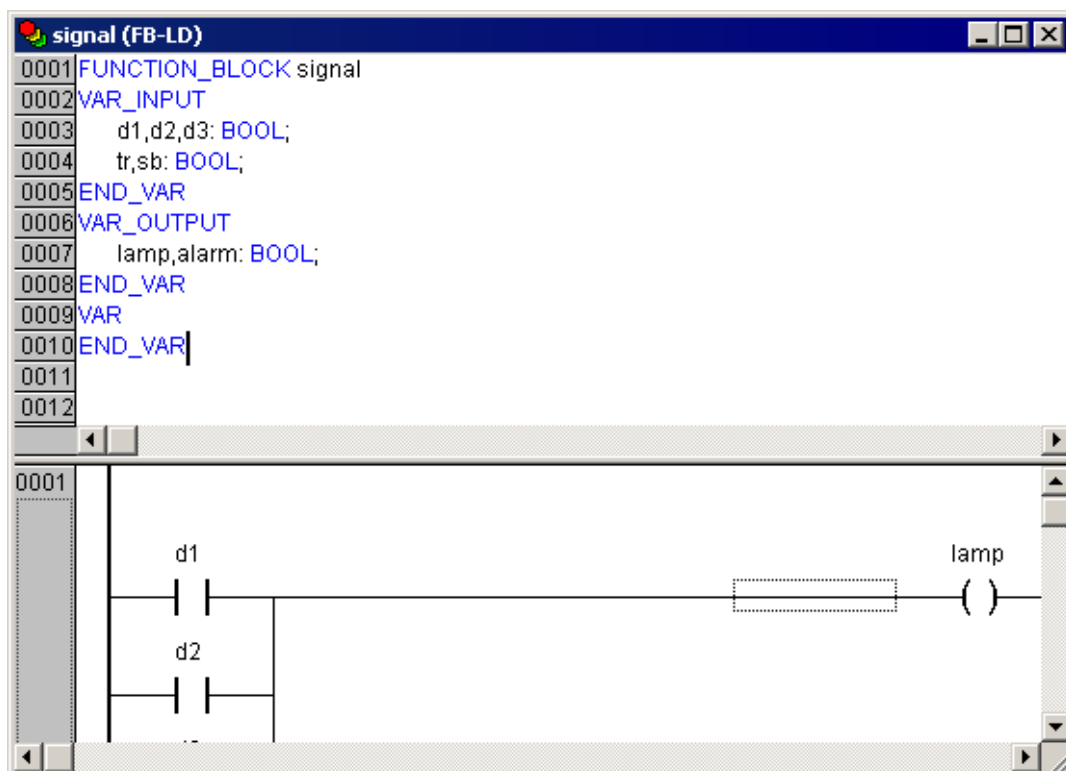 signal (FB-LD)
0001 FUNCTION_BLOCK signal
0002 VAR_INPUT
0003 d1,d2,d3: BOOL;
0004 tr,sb: BOOL;
0005 END_VAR
0006 VAR_OUTPUT
0007 lamp,alarm: BOOL;
0008 END_VAR
0009 VAR
0010 END_VAR
0011
0012
0001
d1 lamp
d2